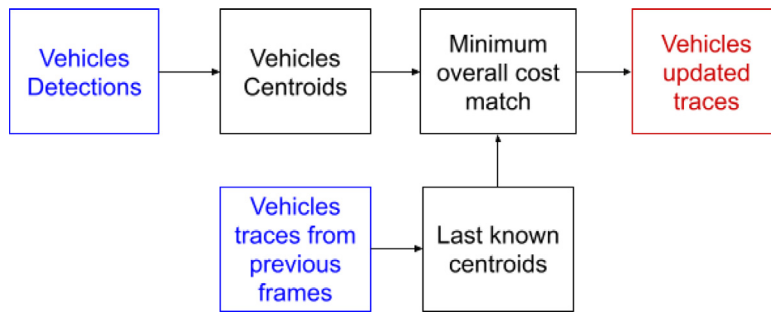 Vehicles
Detections
Vehicles
Centroids
Minimum
overall cost
match
Vehicles
updated
traces
Vehicles
traces from
previous
frames
Last known
centroids